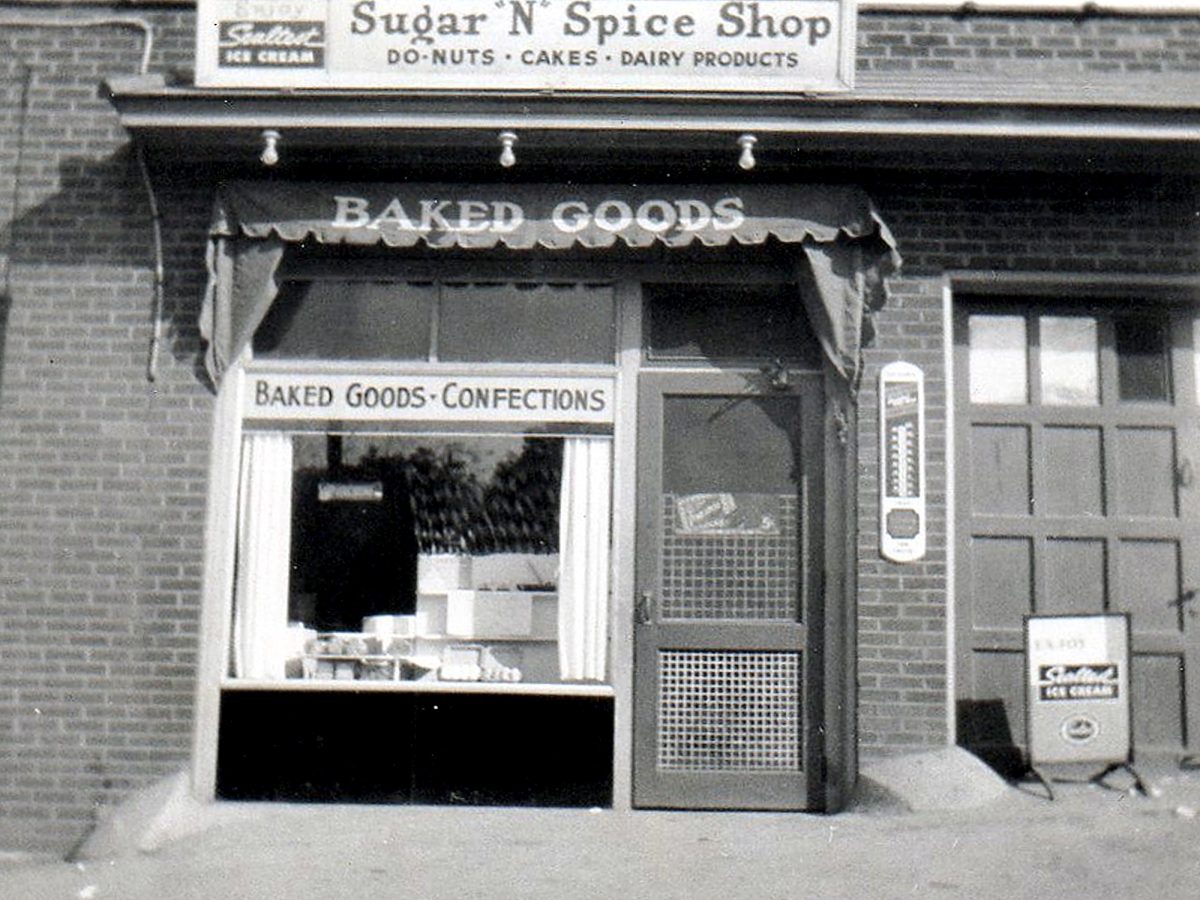 Enjoy
Sealtest
ICE CREAM
Sugar "N" Spice Shop
DO-NUTS · CAKES · DAIRY PRODUCTS
BAKED GOODS
BAKED GOODS · CONFECTIONS
ENJOY
Sealtest
ICE CREAM